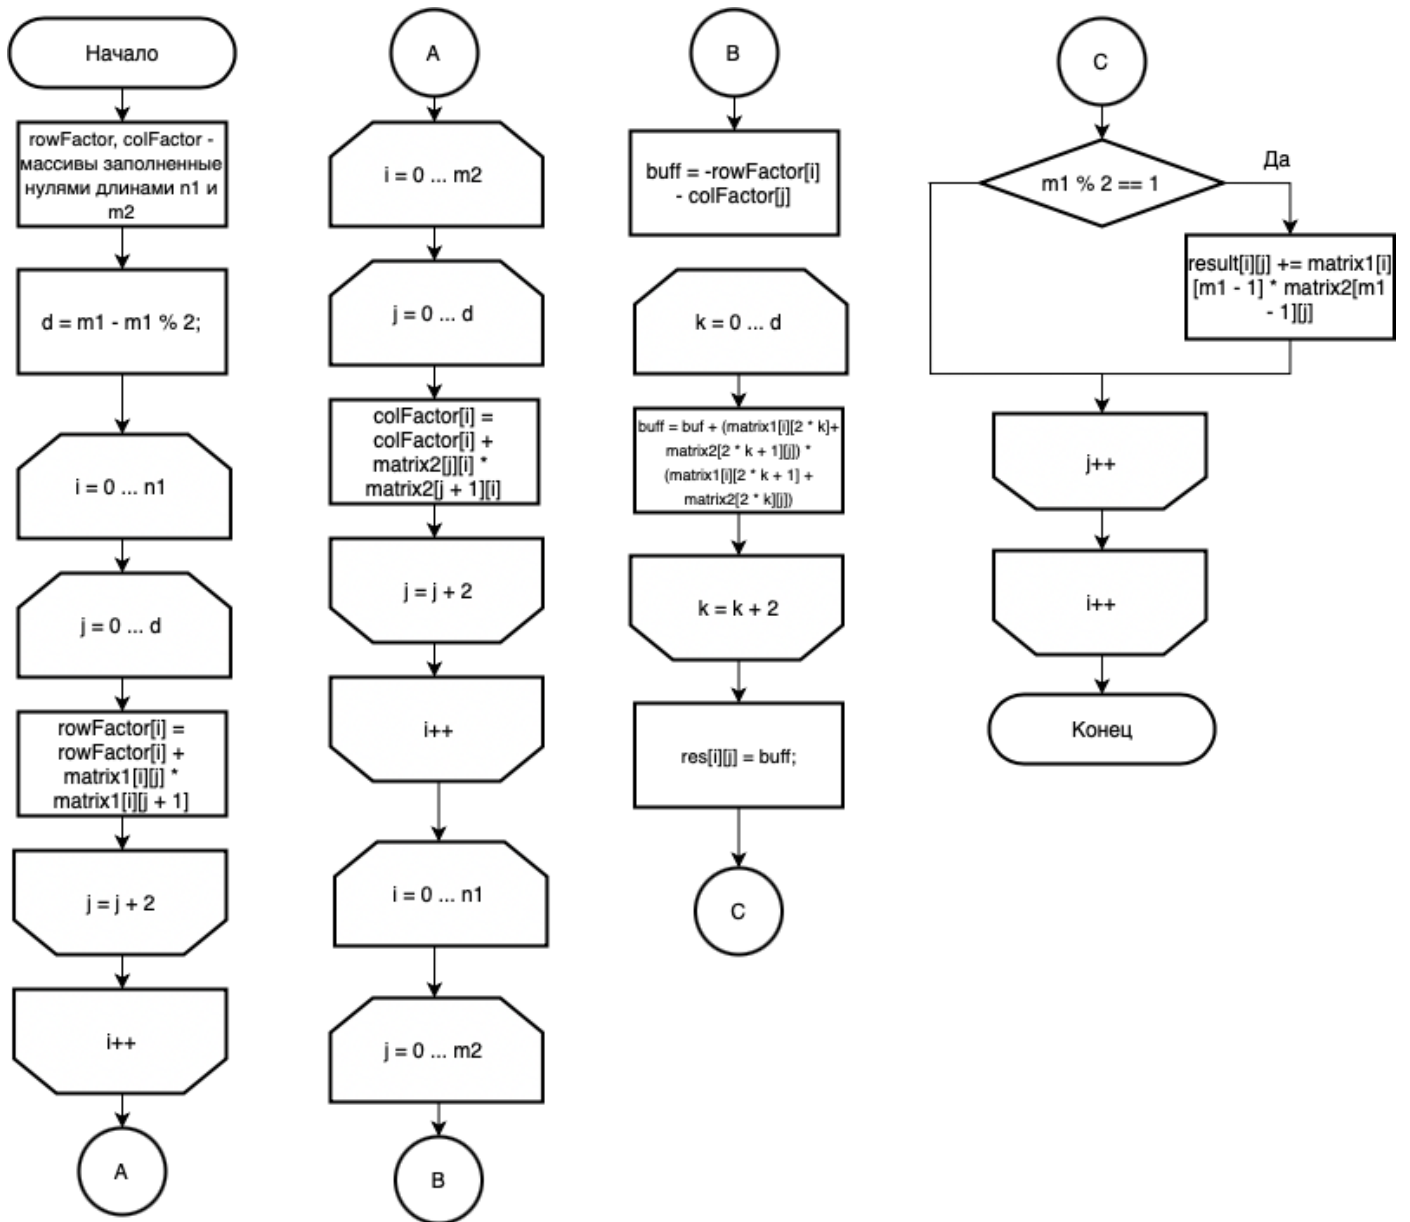 Начало
rowFactor, colFactor -
массивы заполненные
нулями длинами n1 и
m2
d = m1 - m1 % 2;
i = 0 ... n1
j = 0 ... d
rowFactor[i] =
rowFactor[i] +
matrix1[i][j] *
matrix1[i][j + 1]
j = j + 2
i++
A
A
i = 0 ... m2
j = 0 ... d
colFactor[i] =
colFactor[i] +
matrix2[j][i] *
matrix2[j + 1][i]
j = j + 2
i++
i = 0 ... n1
j = 0 ... m2
B
B
buff = -rowFactor[i]
- colFactor[j]
k = 0 ... d
buff = buf + (matrix1[i][2 * k]+
matrix2[2 * k + 1][j]) *
(matrix1[i][2 * k + 1] +
matrix2[2 * k][j])
k = k + 2
res[i][j] = buff;
C
C
m1 % 2 == 1
Да
result[i][j] += matrix1[i]
[m1 - 1] * matrix2[m1
- 1][j]
j++
i++
Конец